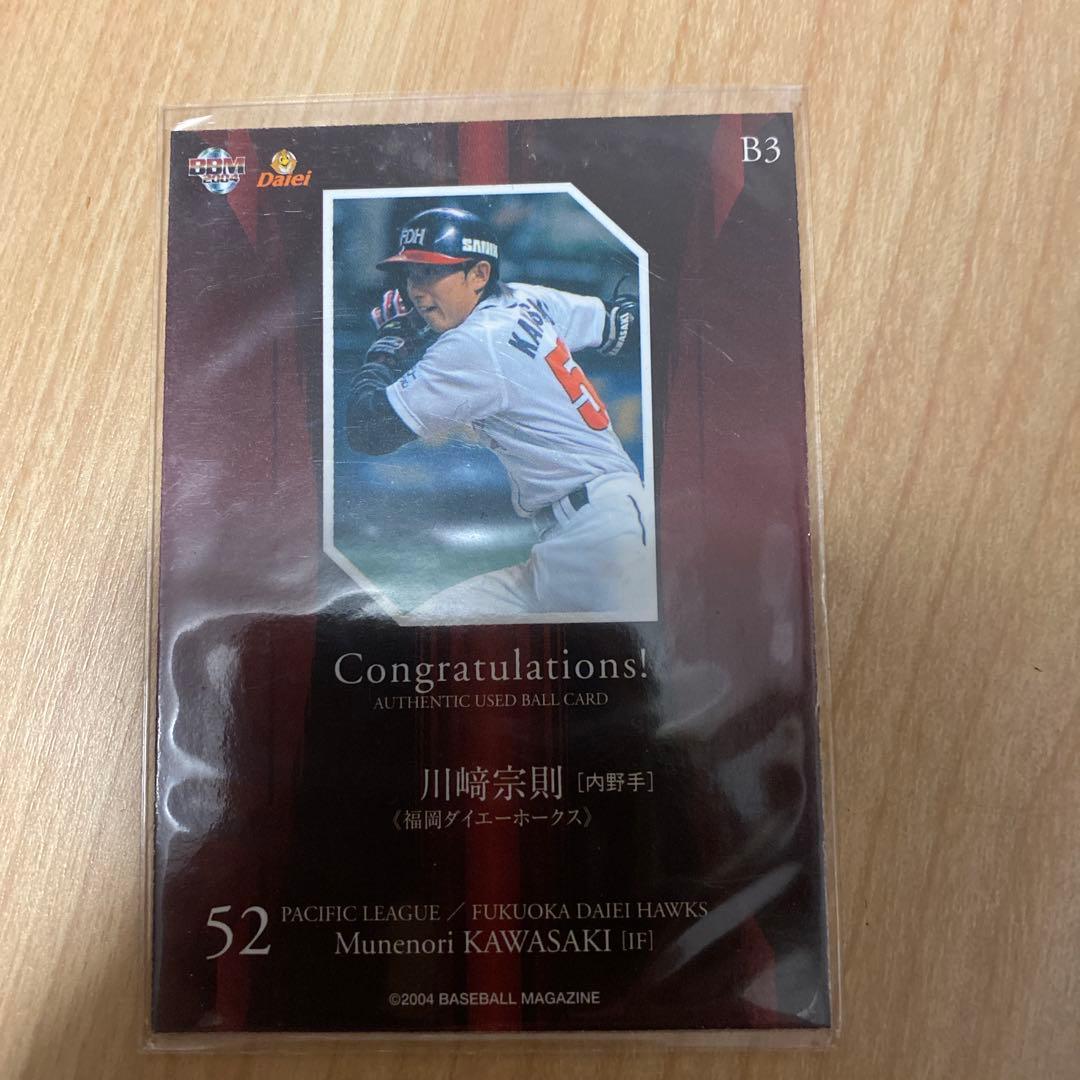 B3
BBM
2004
Daiei
FDH
KAWASAKI
Congratulations!
AUTHENTIC USED BALL CARD
川﨑宗則 [内野手]
《福岡ダイエーホークス》
52 PACIFIC LEAGUE / FUKUOKA DAIEI HAWKS
Munenori KAWASAKI [IF]
©2004 BASEBALL MAGAZINE